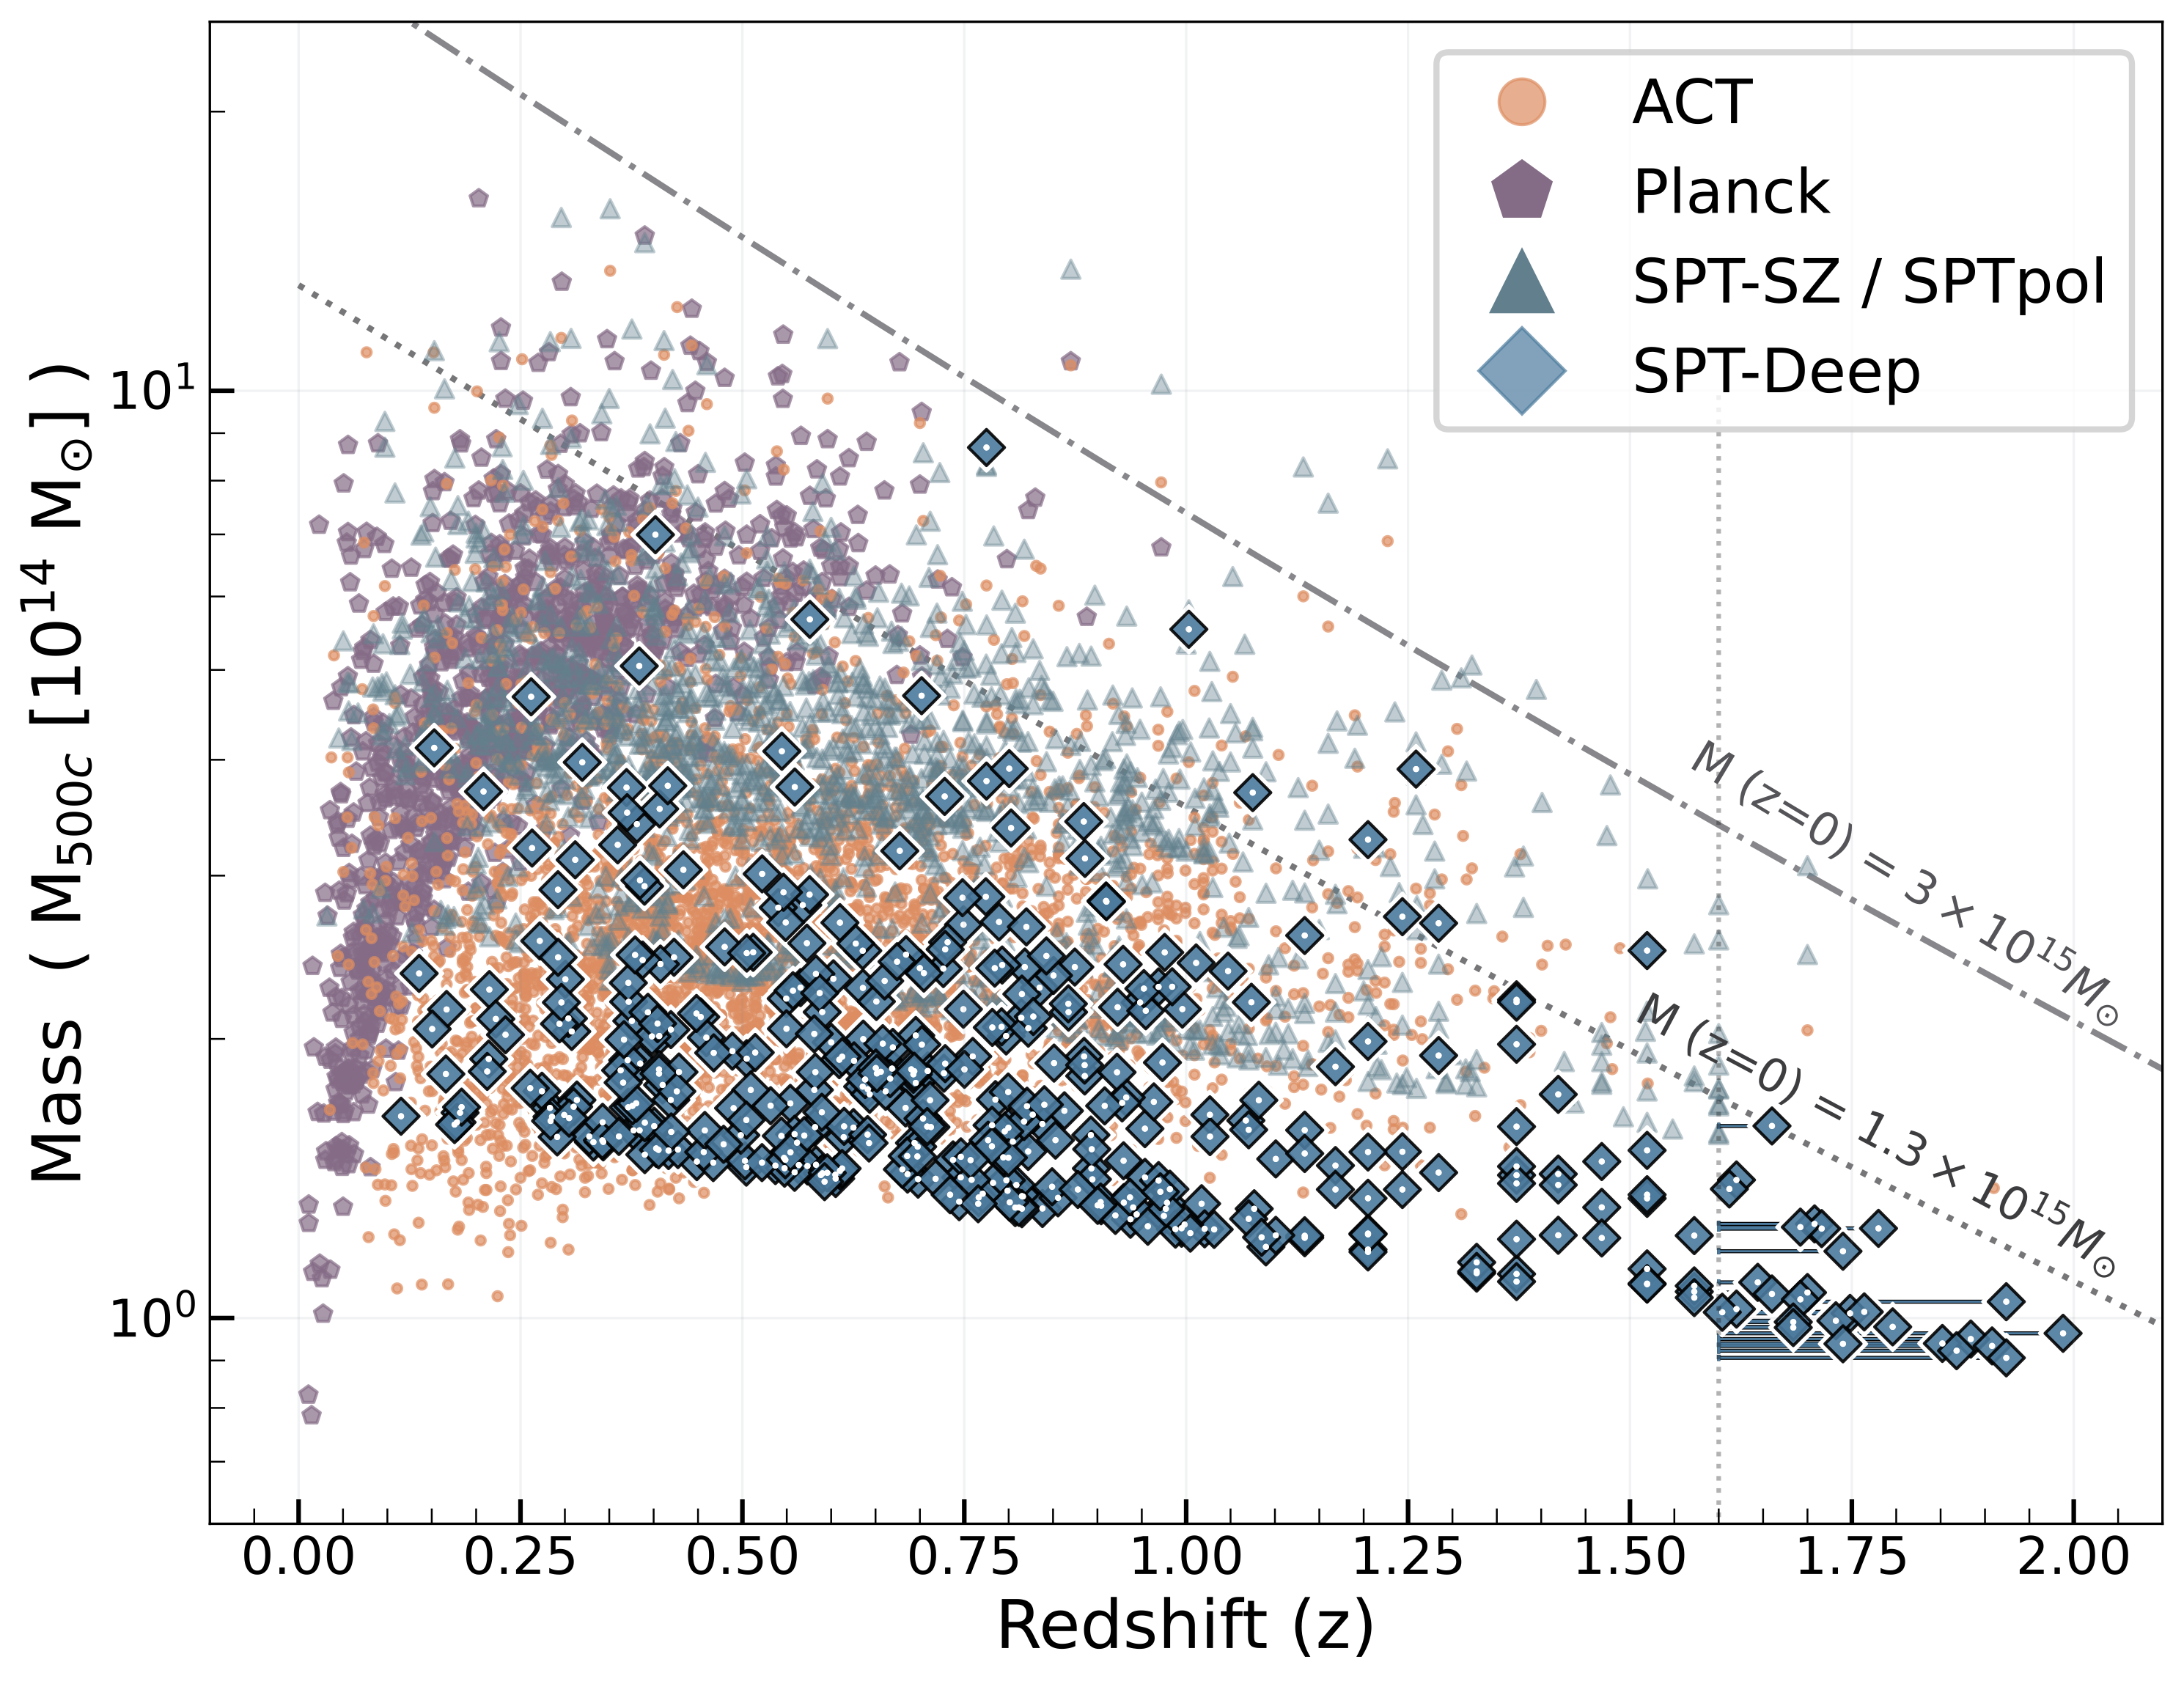 ACT
Planck
SPT-SZ / SPTpol
SPT-Deep
Mass ( M₅₀₀c [10¹⁴ M⊙])
10¹
10⁰
M (z=0) = 3 × 10¹⁵M⊙
M (z=0) = 1.3 × 10¹⁵M⊙
0.00 0.25 0.50 0.75 1.00 1.25 1.50 1.75 2.00
Redshift (z)